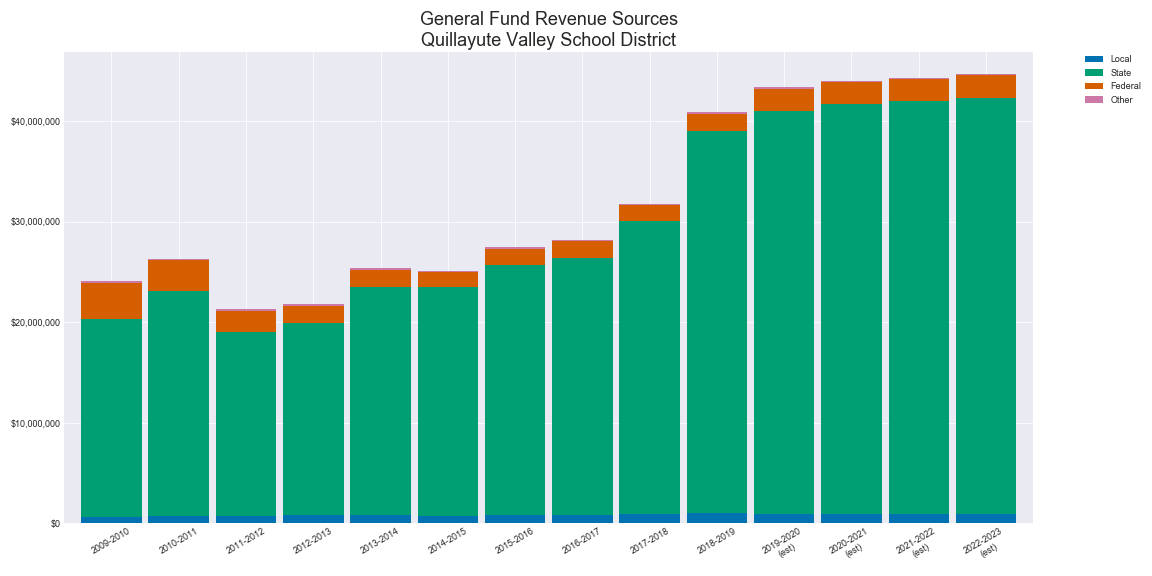 General Fund Revenue Sources
Quillayute Valley School District
Local
State
Federal
Other
$40,000,000
$30,000,000
$20,000,000
$10,000,000
$0
2009-2010
2010-2011
2011-2012
2012-2013
2013-2014
2014-2015
2015-2016
2016-2017
2017-2018
2018-2019
2019-2020
(est)
2020-2021
(est)
2021-2022
(est)
2022-2023
(est)